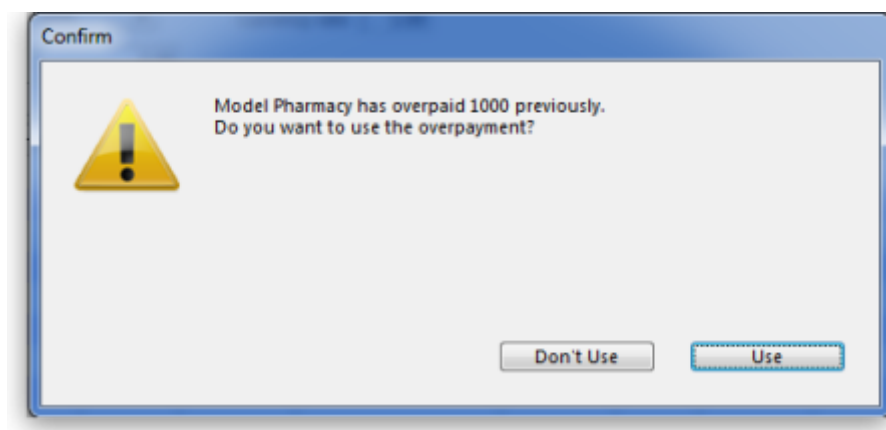 Confirm
Model Pharmacy has overpaid 1000 previously.
Do you want to use the overpayment?
Don't Use
Use